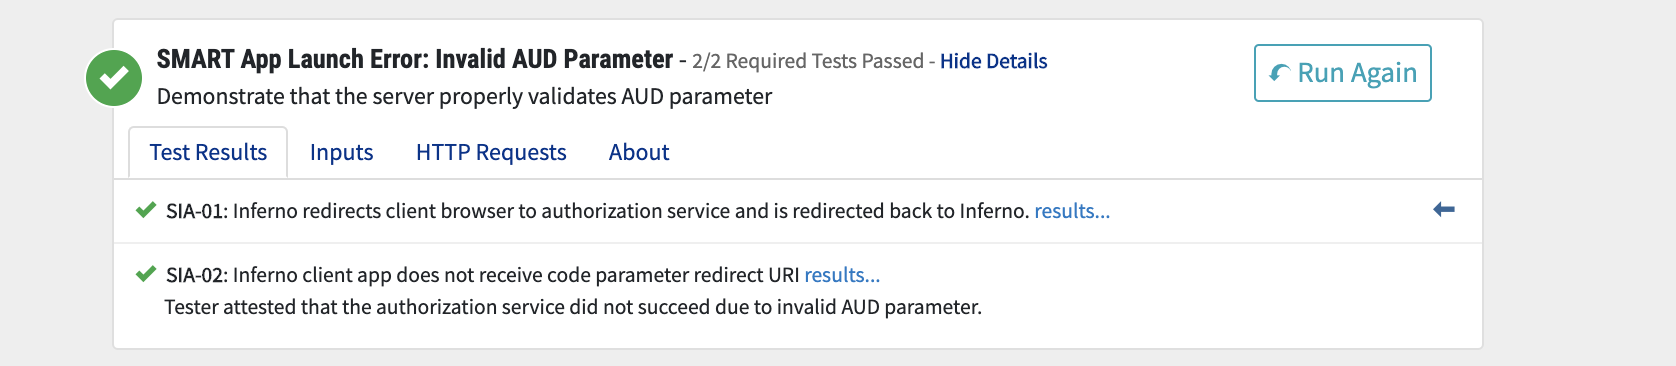 SMART App Launch Error: Invalid AUD Parameter - 2/2 Required Tests Passed - Hide Details
Run Again
Demonstrate that the server properly validates AUD parameter
Test Results Inputs HTTP Requests About
SIA-01: Inferno redirects client browser to authorization service and is redirected back to Inferno. results...
SIA-02: Inferno client app does not receive code parameter redirect URI results...
Tester attested that the authorization service did not succeed due to invalid AUD parameter.